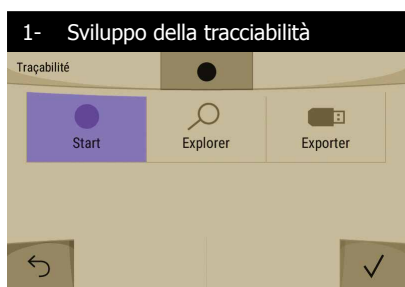 1- Sviluppo della tracciabilità
Traçabilité
Start Explorer Exporter